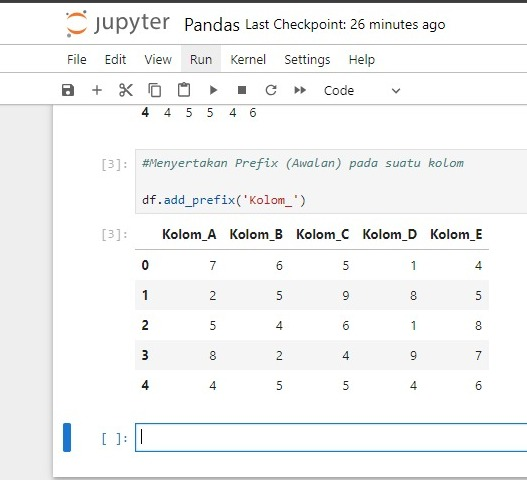 jupyter Pandas Last Checkpoint: 26 minutes ago
File Edit View Run Kernel Settings Help
Code
4 4 5 5 4 6
[3]: #Menyertakan Prefix (Awalan) pada suatu kolom
df.add_prefix('Kolom_')
[3]: Kolom_A Kolom_B Kolom_C Kolom_D Kolom_E
0 7 6 5 1 4
1 2 5 9 8 5
2 5 4 6 1 8
3 8 2 4 9 7
4 4 5 5 4 6
[ ]: